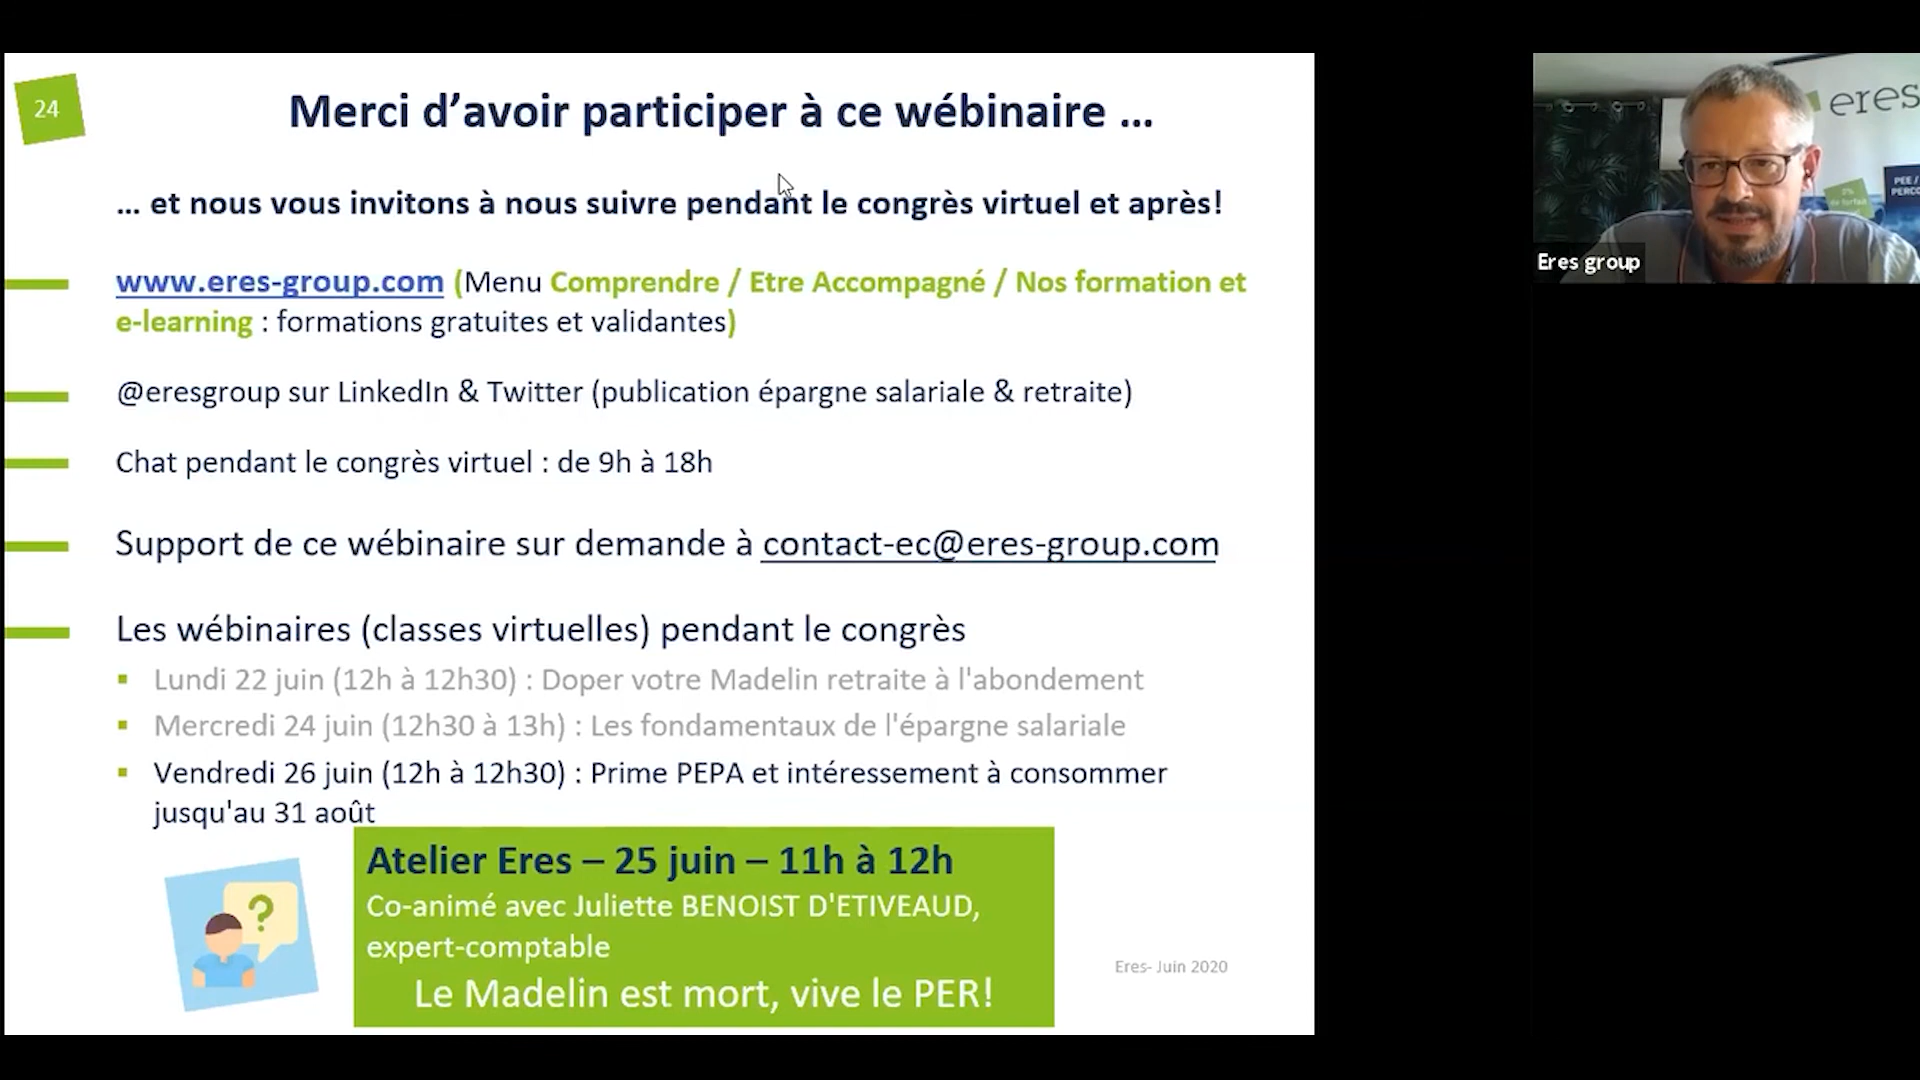 24
Merci d’avoir participer à ce wébinaire ...
... et nous vous invitons à nous suivre pendant le congrès virtuel et après!
www.eres-group.com (Menu Comprendre / Etre Accompagné / Nos formation et
e-learning : formations gratuites et validantes)
@eresgroup sur LinkedIn & Twitter (publication épargne salariale & retraite)
Chat pendant le congrès virtuel : de 9h à 18h
Support de ce wébinaire sur demande à contact-ec@eres-group.com
Les wébinaires (classes virtuelles) pendant le congrès
▪ Lundi 22 juin (12h à 12h30) : Doper votre Madelin retraite à l'abondement
▪ Mercredi 24 juin (12h30 à 13h) : Les fondamentaux de l'épargne salariale
▪ Vendredi 26 juin (12h à 12h30) : Prime PEPA et intéressement à consommer
jusqu'au 31 août
?
Atelier Eres – 25 juin – 11h à 12h
Co-animé avec Juliette BENOIST D'ETIVEAUD,
expert-comptable
Le Madelin est mort, vive le PER!
Eres- Juin 2020
eres
PEE /
Eres group